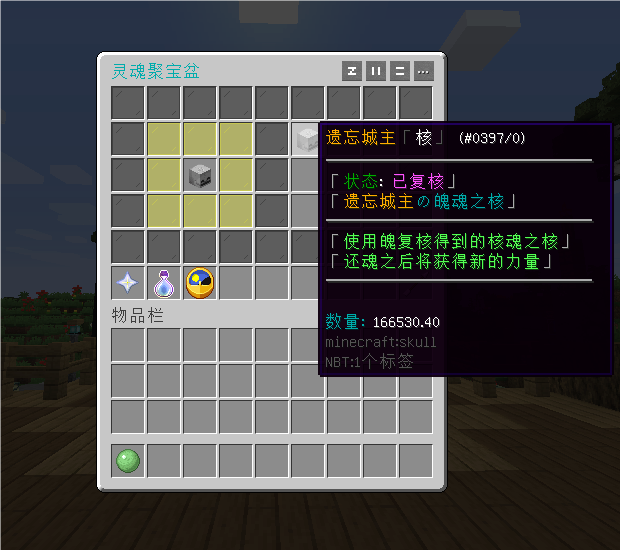 灵魂聚宝盆
遗忘城主「核」 (#0397/0)
「状态: 已复核」
「遗忘城主の魄魂之核」
「使用魄复核得到的核魂之核」
「还魂之后将获得新的力量」
数量: 166530.40
minecraft:skull
NBT:1个标签
物品栏